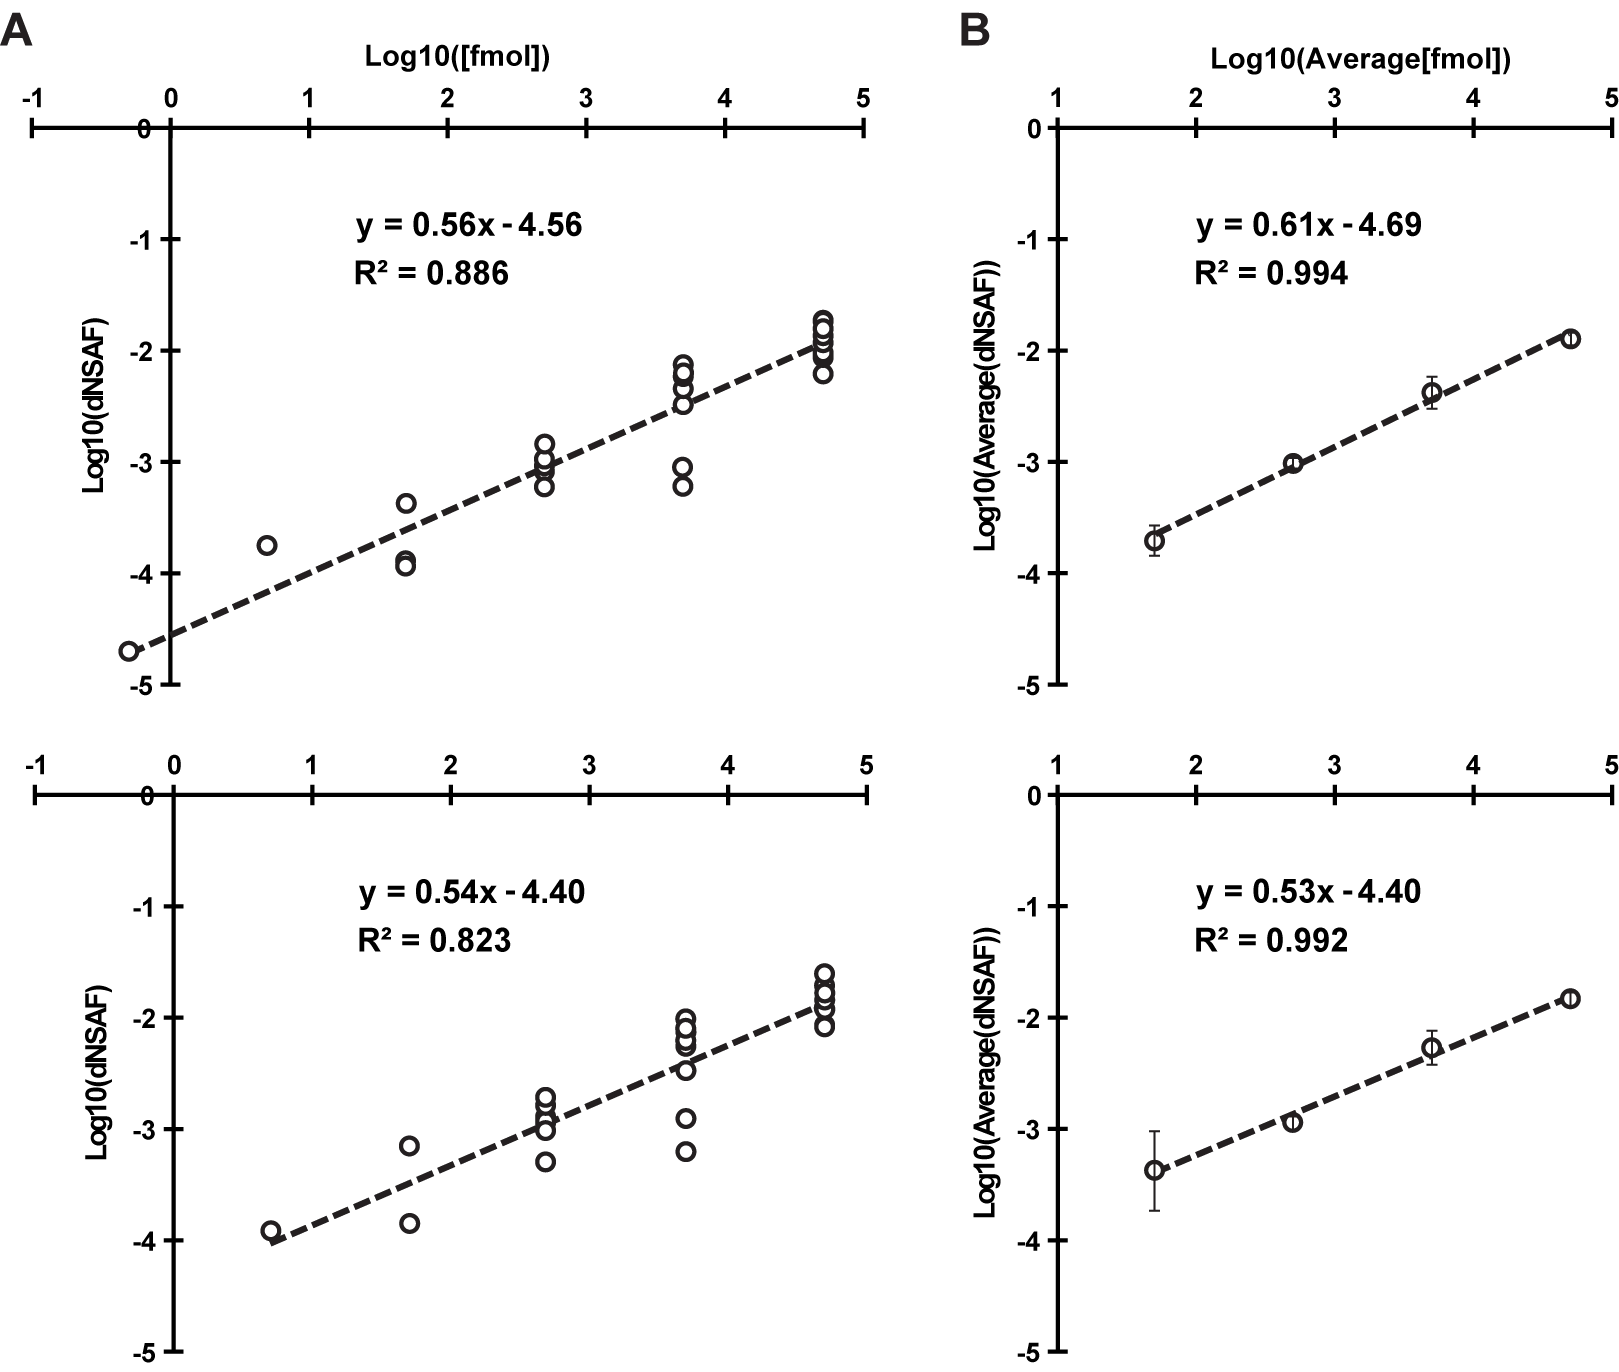 A
Log10([fmol])
-1 0 1 2 3 4 5
0
-1
-2
-3
-4
-5
Log10(dNSAF)
y = 0.56x - 4.56
R² = 0.886
B
Log10(Average[fmol])
1 2 3 4 5
0
-1
-2
-3
-4
-5
Log10(Average(dNSAF))
y = 0.61x - 4.69
R² = 0.994
-1 0 1 2 3 4 5
0
-1
-2
-3
-4
-5
Log10(dNSAF)
y = 0.54x - 4.40
R² = 0.823
1 2 3 4 5
0
-1
-2
-3
-4
-5
Log10(Average(dNSAF))
y = 0.53x - 4.40
R² = 0.992